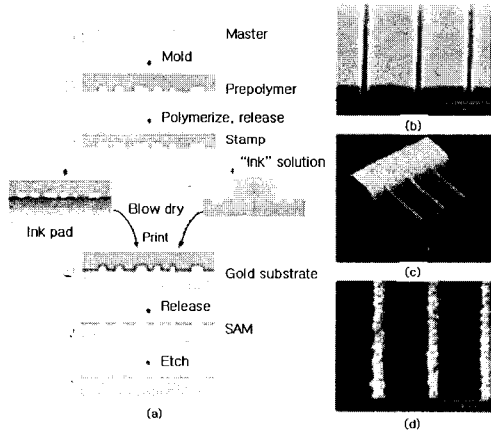 Master
Mold
Prepolymer
Polymerize, release
Stamp
"Ink" solution
Blow dry
Ink pad
Print
Gold substrate
Release
SAM
Etch
(a)
(b)
(c)
(d)